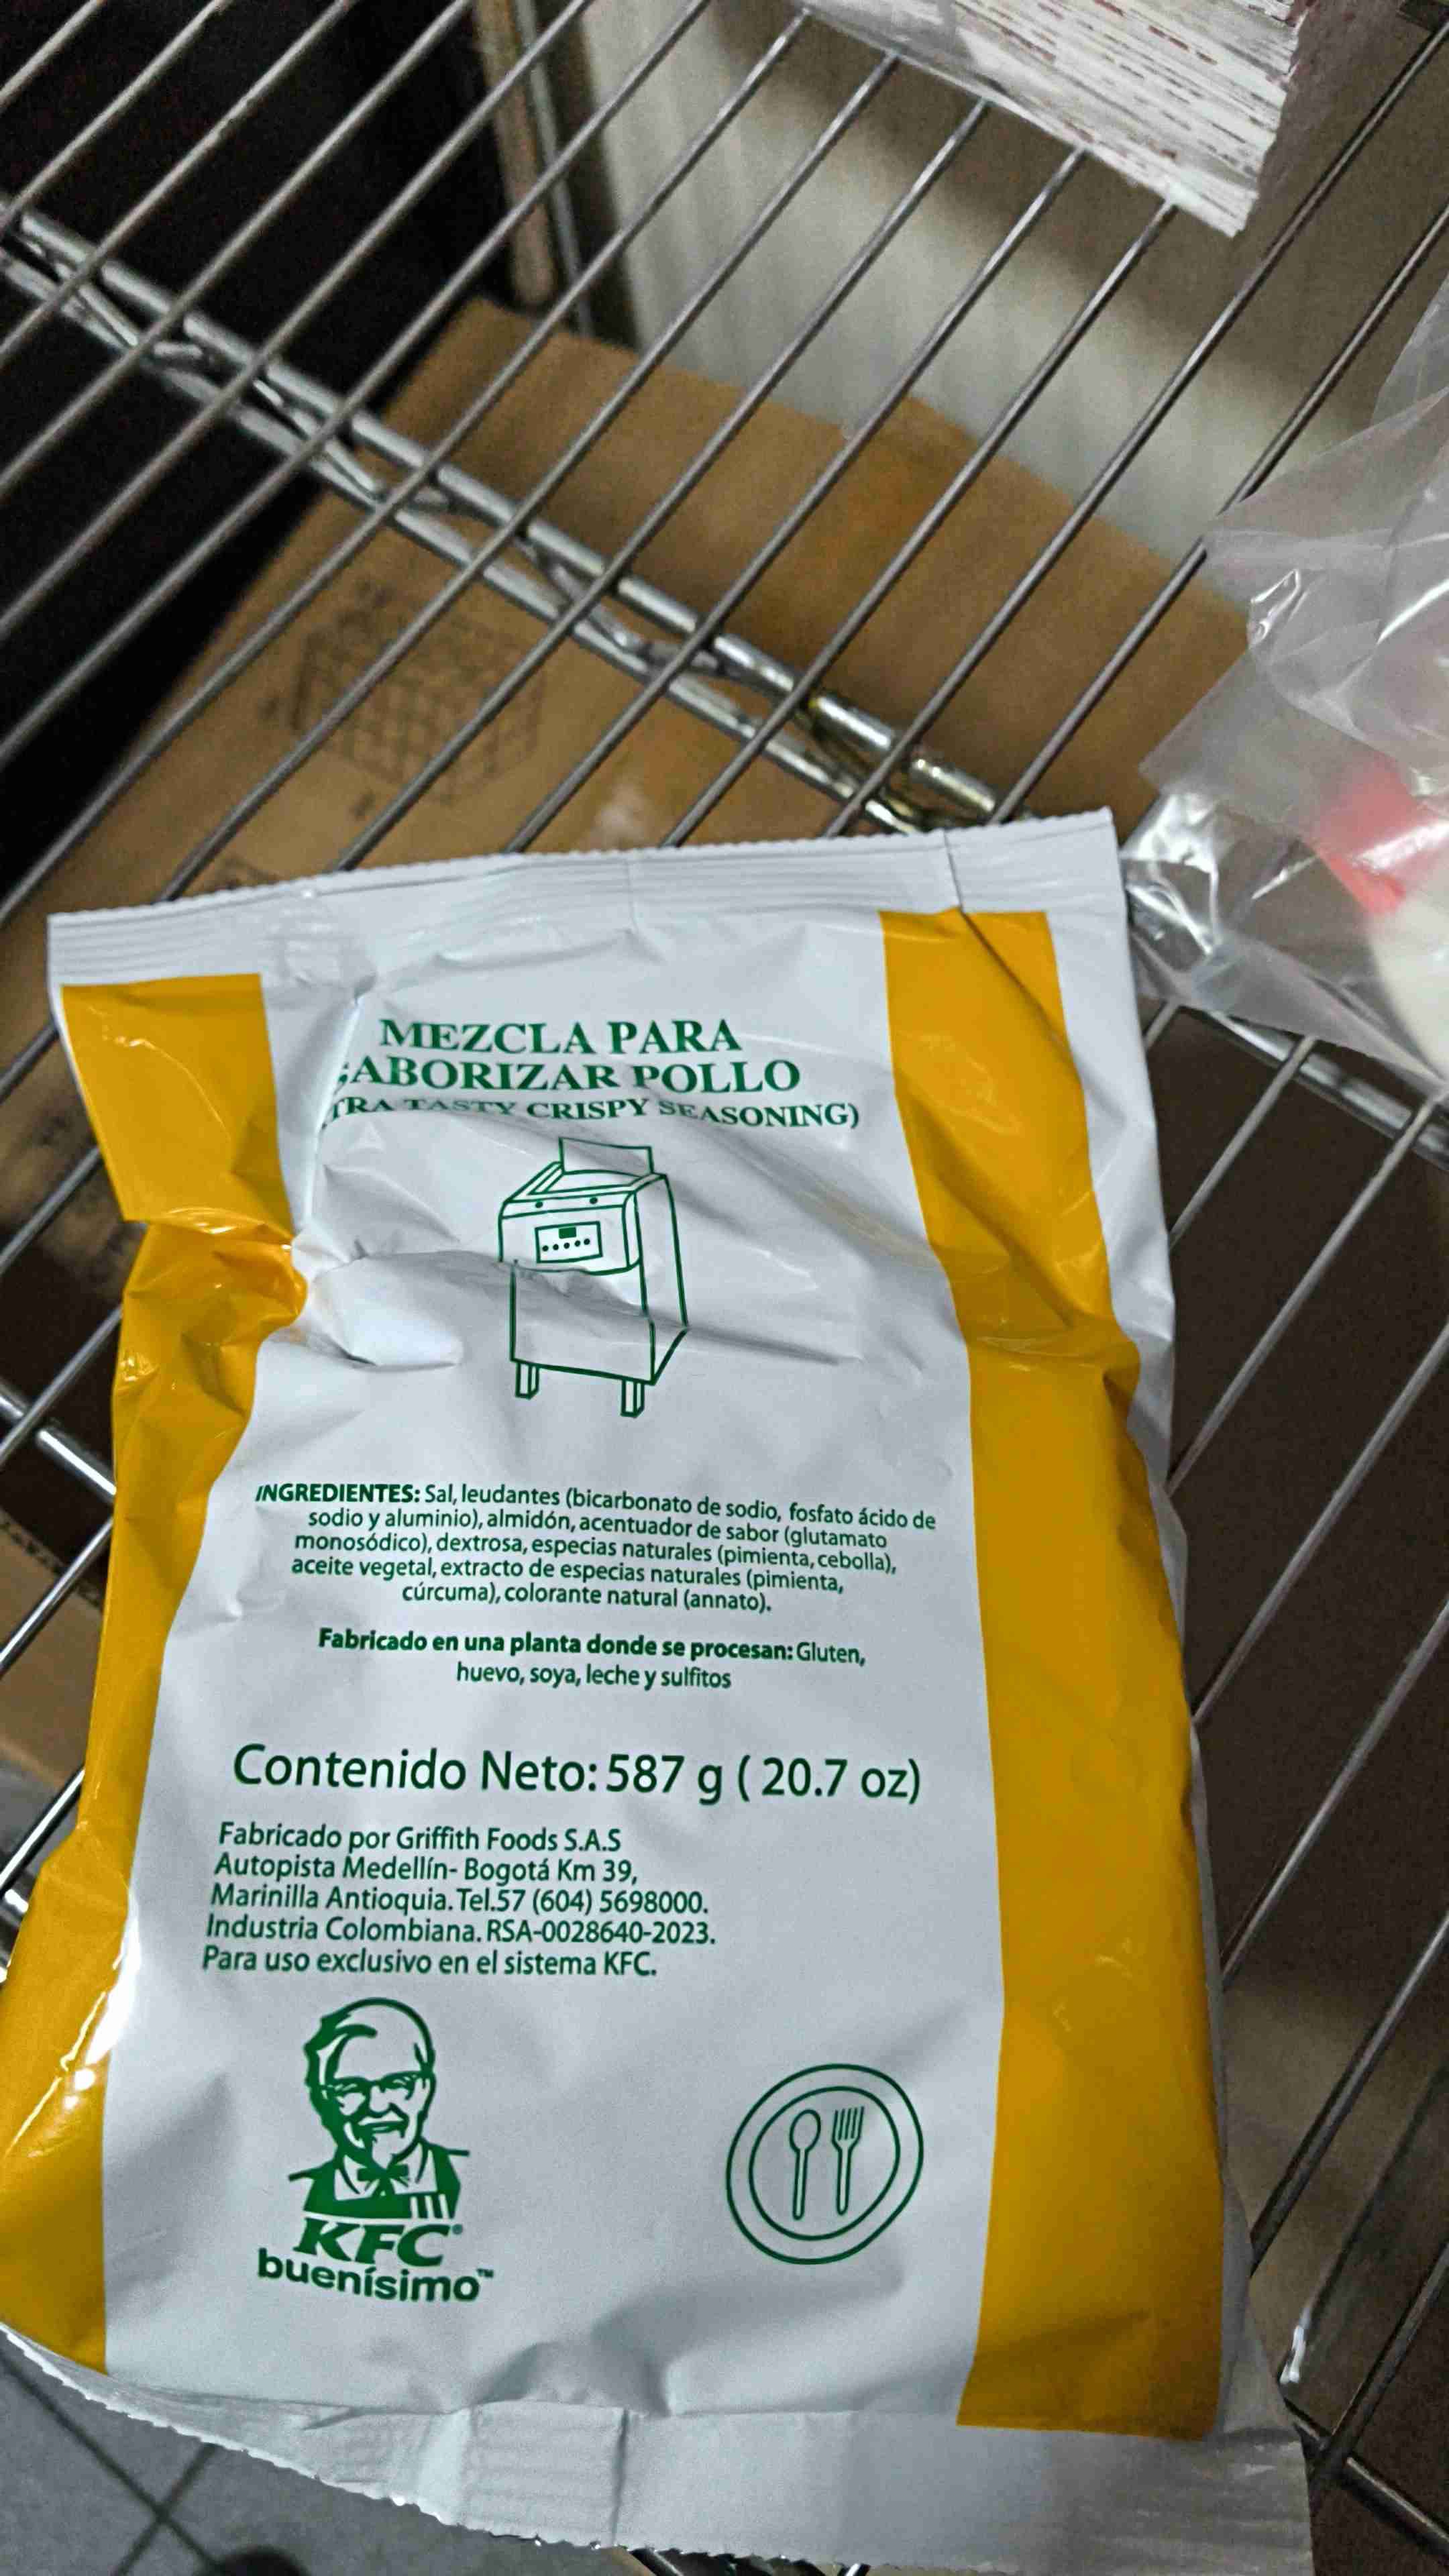 MEZCLA PARA
SABORIZAR POLLO
TRA TASTY CRISPY SEASONING)
INGREDIENTES: Sal, leudantes (bicarbonato de sodio, fosfato ácido de
sodio y aluminio), almidón, acentuador de sabor (glutamato
monosódico), dextrosa, especias naturales (pimienta, cebolla),
aceite vegetal, extracto de especias naturales (pimienta,
cúrcuma), colorante natural (annato).
Fabricado en una planta donde se procesan: Gluten,
huevo, soya, leche y sulfitos
Contenido Neto: 587 g ( 20.7 oz)
Fabricado por Griffith Foods S.A.S
Autopista Medellín- Bogotá Km 39,
Marinilla Antioquia. Tel.57 (604) 5698000.
Industria Colombiana. RSA-0028640-2023.
Para uso exclusivo en el sistema KFC.
KFC®
buenísimo™